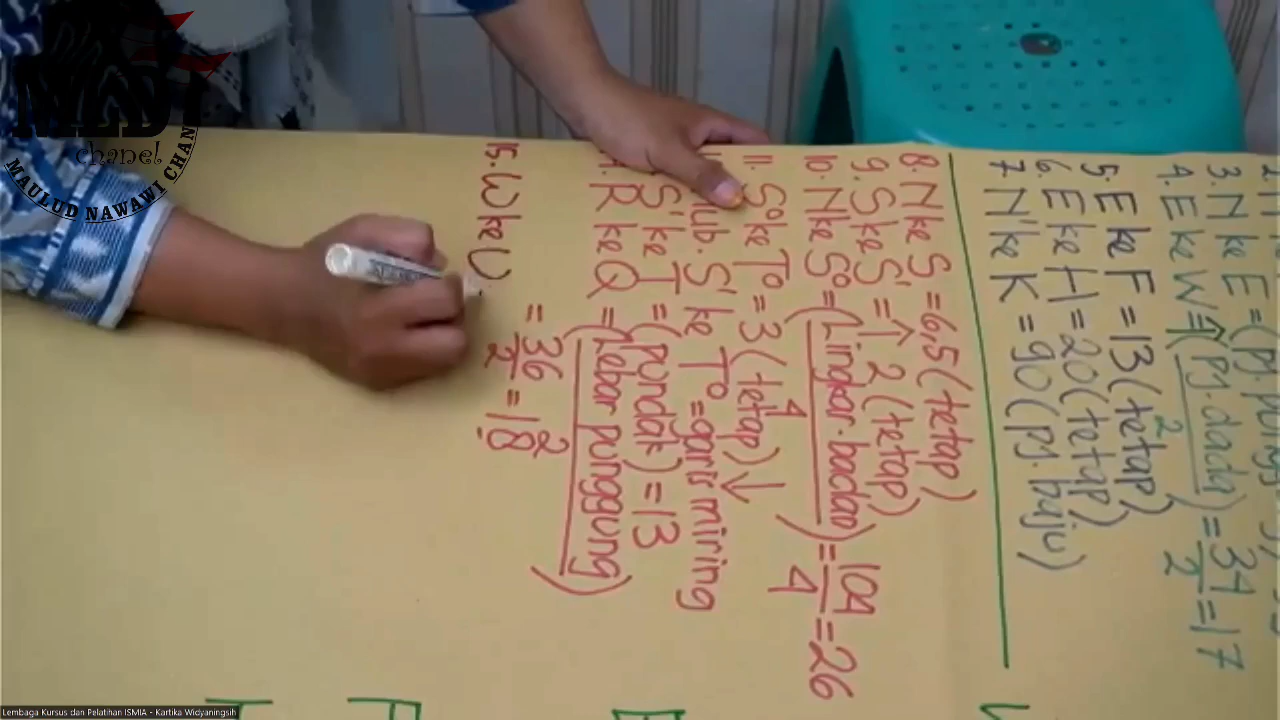 3. N ke E = (pj. pungg
4. E ke W = (pj. dada) = 34 = 17
2 2
5. E ke F = 13 (tetap)
6. E ke H = 20 (tetap)
7. N' ke K = 90 (pj. baju)
8. N ke S = 6,5 (tetap)
9. S ke S' = ↑ 2 (tetap)
10. N ke S° = (Lingkar badan) = 104 = 26
4 4
11. S° ke T° = 3 (tetap) ↓
Hub. S' ke T° = garis miring
S' ke T = (pundak) = 13
R ke Q = (Lebar punggung)
2
= 36 = 18
2
15. W ke U
chanel
MAULUD NAWAWI CHAN
Lembaga Kursus dan Pelatihan ISMIA - Kartika Widyaningsih